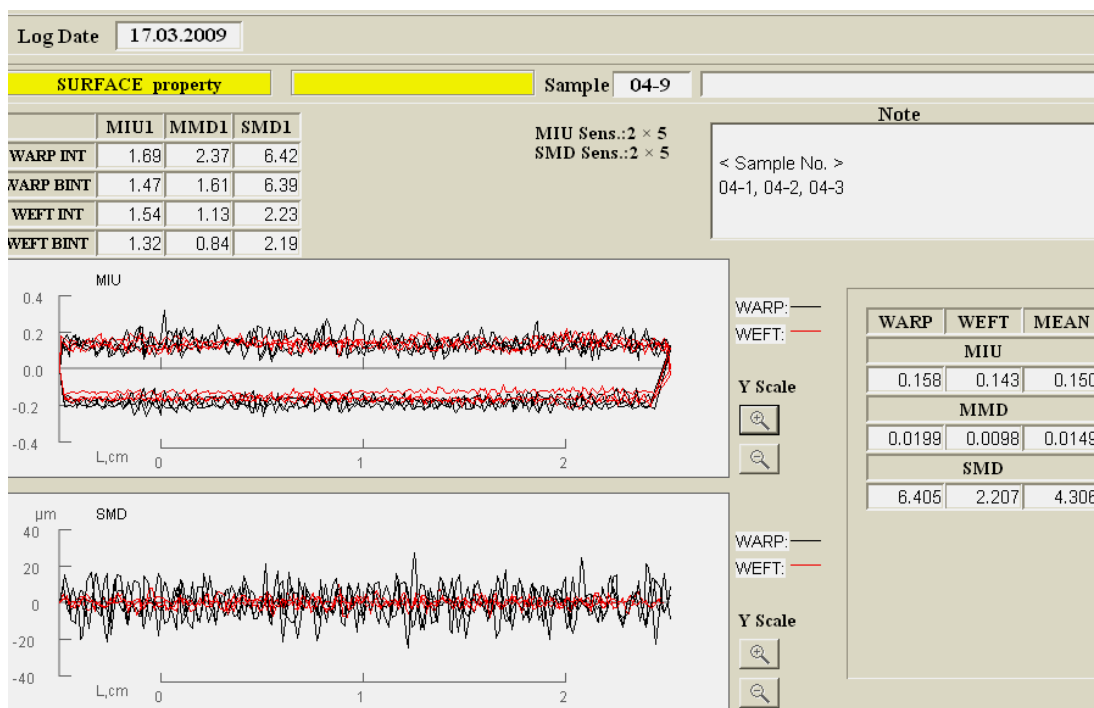 Log Date 17.03.2009
SURFACE property Sample 04-9
Note
MIU1 MMD1 SMD1
WARP INT 1.69 2.37 6.42
WARP BINT 1.47 1.61 6.39
WEFT INT 1.54 1.13 2.23
WEFT BINT 1.32 0.84 2.19
MIU Sens.:2 × 5
SMD Sens.:2 × 5
< Sample No. >
04-1, 04-2, 04-3
MIU
0.4
0.2
0.0
-0.2
-0.4
L,cm 0 1 2
WARP:
WEFT:
Y Scale
WARP WEFT MEAN
MIU
0.158 0.143 0.150
MMD
0.0199 0.0098 0.0149
SMD
6.405 2.207 4.306
µm SMD
40
20
0
-20
-40
L,cm 0 1 2
WARP:
WEFT:
Y Scale